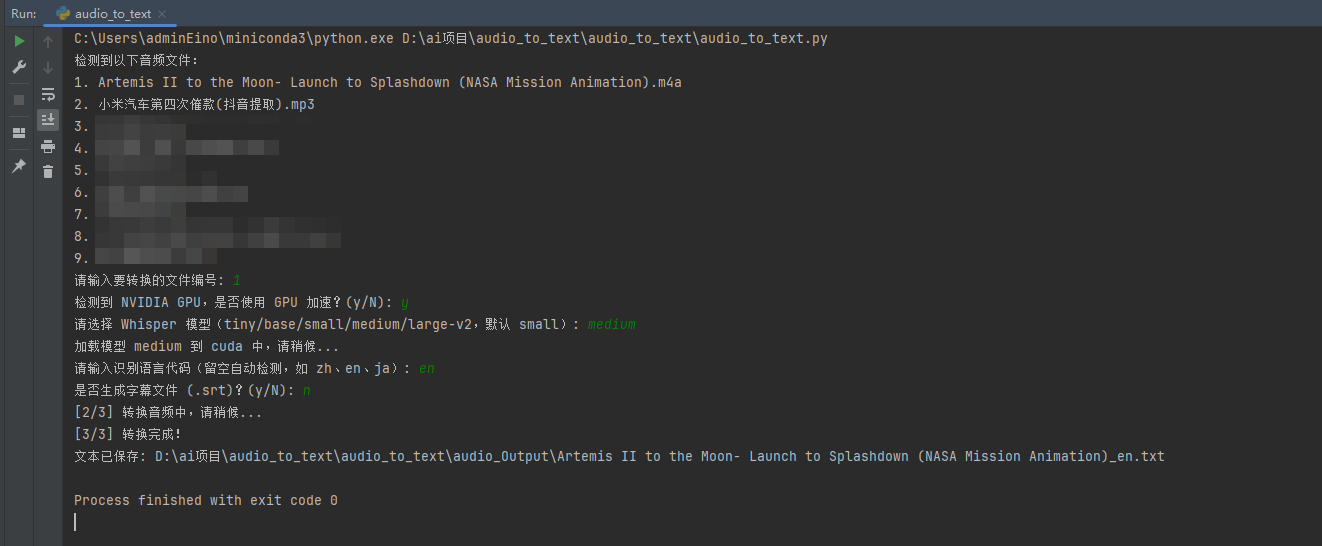 Run:
audio_to_text
C:\Users\adminEino\miniconda3\python.exe D:\ai项目\audio_to_text\audio_to_text\audio_to_text.py
检测到以下音频文件:
1. Artemis II to the Moon- Launch to Splashdown (NASA Mission Animation).m4a
2. 小米汽车第四次催款(抖音提取).mp3
3.
4.
5.
6.
7.
8.
9.
请输入要转换的文件编号: 1
检测到 NVIDIA GPU，是否使用 GPU 加速？(y/N): y
请选择 Whisper 模型（tiny/base/small/medium/large-v2，默认 small）: medium
加载模型 medium 到 cuda 中，请稍候...
请输入识别语言代码（留空自动检测，如 zh、en、ja）: en
是否生成字幕文件 (.srt)？(y/N): n
[2/3] 转换音频中，请稍候...
[3/3] 转换完成！
文本已保存: D:\ai项目\audio_to_text\audio_to_text\audio_Output\Artemis II to the Moon- Launch to Splashdown (NASA Mission Animation)_en.txt
Process finished with exit code 0